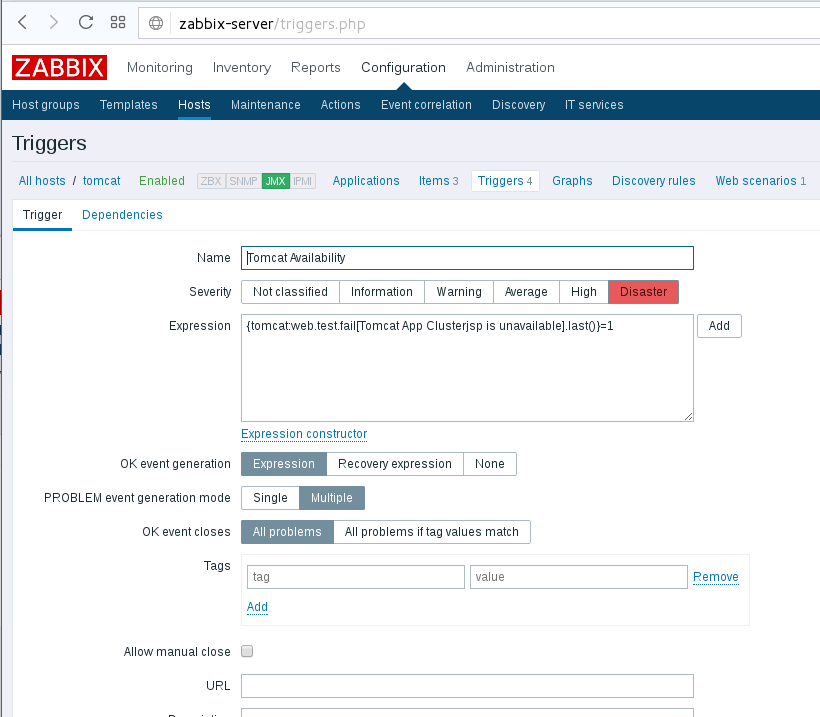 zabbix-server/triggers.php
ZABBIX Monitoring Inventory Reports Configuration Administration
Host groups Templates Hosts Maintenance Actions Event correlation Discovery IT services
Triggers
All hosts / tomcat Enabled ZBX SNMP JMX IPMI Applications Items 3 Triggers 4 Graphs Discovery rules Web scenarios 1
Trigger Dependencies
Name Tomcat Availability
Severity Not classified Information Warning Average High Disaster
Expression {tomcat:web.test.fail[Tomcat App Clusterjsp is unavailable].last()}=1 Add
Expression constructor
OK event generation Expression Recovery expression None
PROBLEM event generation mode Single Multiple
OK event closes All problems All problems if tag values match
Tags tag value Remove
Add
Allow manual close
URL